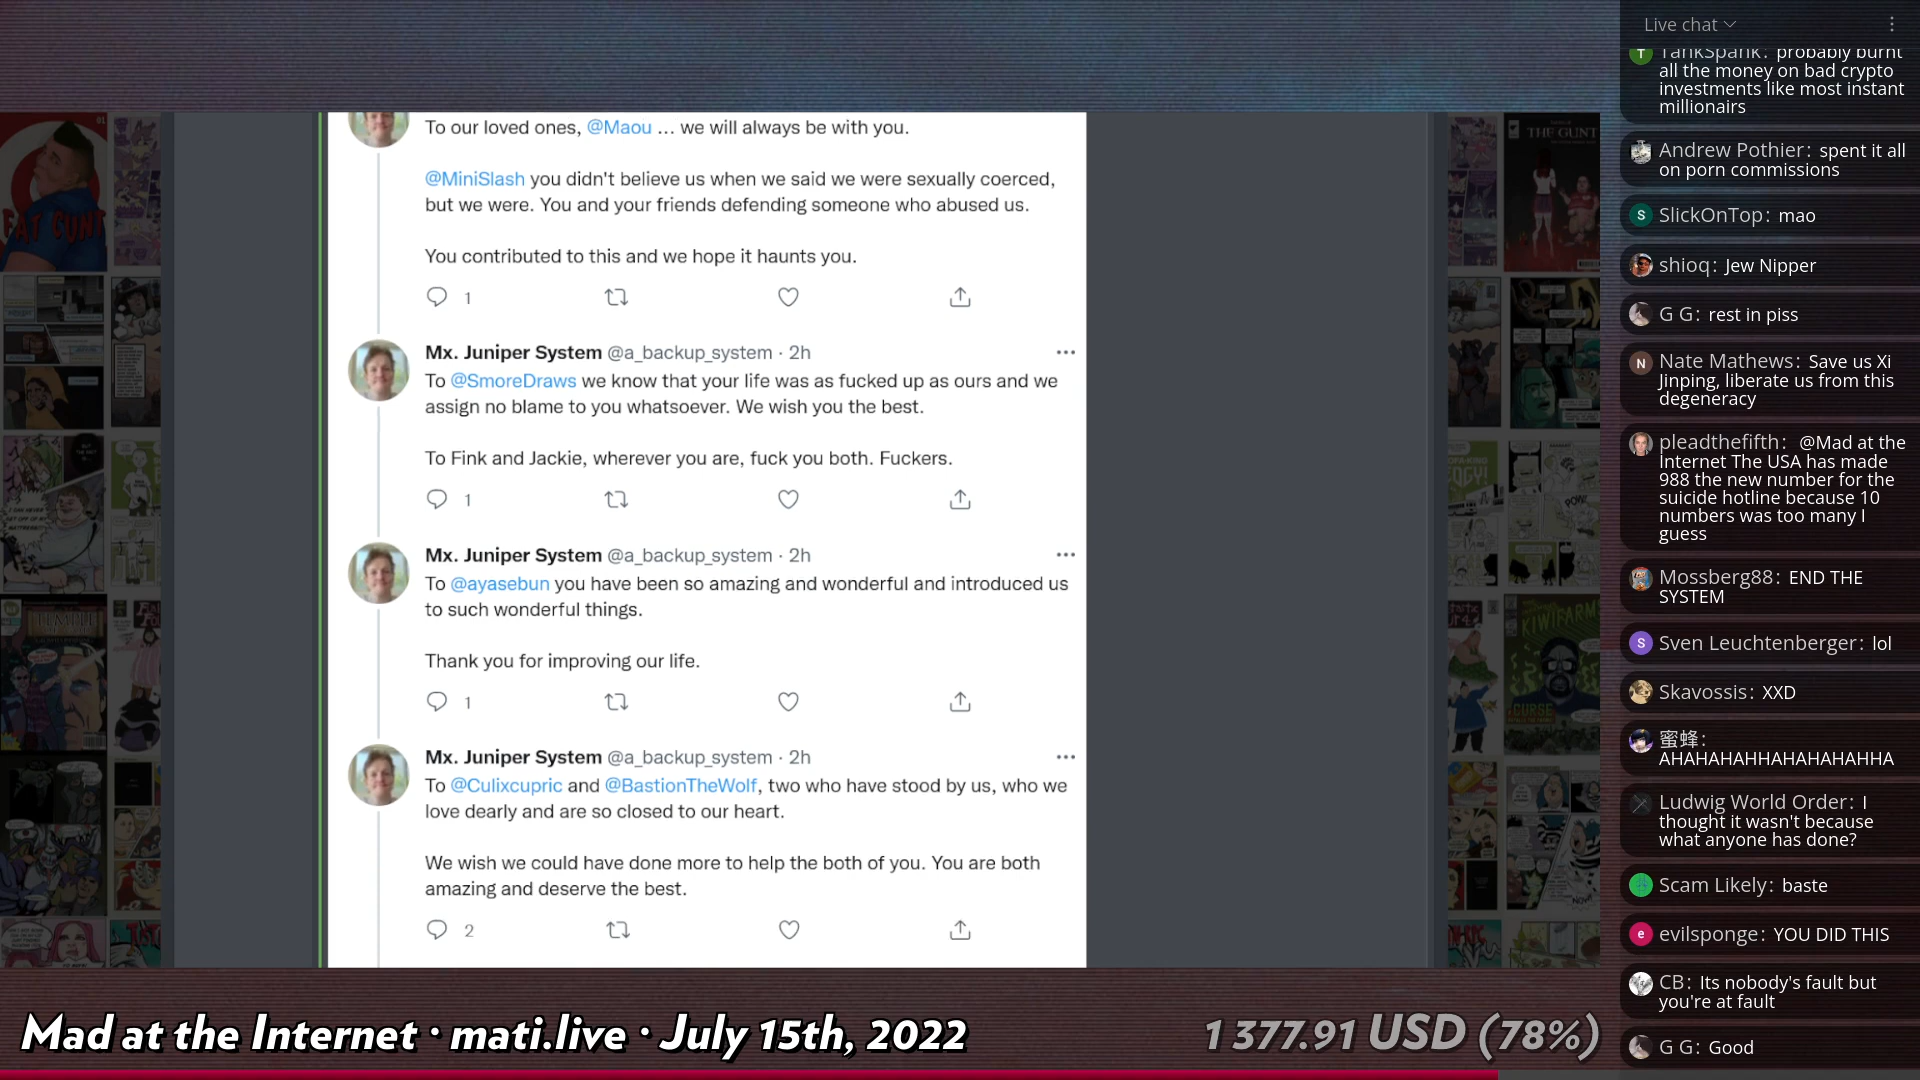 To our loved ones, @Maou ... we will always be with you.
@MiniSlash you didn't believe us when we said we were sexually coerced,
but we were. You and your friends defending someone who abused us.
You contributed to this and we hope it haunts you.
1
Mx. Juniper System @a_backup_system · 2h
To @SmoreDraws we know that your life was as fucked up as ours and we
assign no blame to you whatsoever. We wish you the best.
To Fink and Jackie, wherever you are, fuck you both. Fuckers.
1
Mx. Juniper System @a_backup_system · 2h
To @ayasebun you have been so amazing and wonderful and introduced us
to such wonderful things.
Thank you for improving our life.
1
Mx. Juniper System @a_backup_system · 2h
To @Culixcupric and @BastionTheWolf, two who have stood by us, who we
love dearly and are so closed to our heart.
We wish we could have done more to help the both of you. You are both
amazing and deserve the best.
2
Live chat
T
TankSpank: probably burnt
all the money on bad crypto
investments like most instant
millionairs
Andrew Pothier: spent it all
on porn commissions
S
SlickOnTop: mao
shioq: Jew Nipper
G G: rest in piss
N
Nate Mathews: Save us Xi
Jinping, liberate us from this
degeneracy
pleadthefifth: @Mad at the
Internet The USA has made
988 the new number for the
suicide hotline because 10
numbers was too many I
guess
Mossberg88: END THE
SYSTEM
S
Sven Leuchtenberger: lol
Skavossis: XXD
蜜蜂:
AHAHAHAHHAHAHAHAHHA
Ludwig World Order: I
thought it wasn't because
what anyone has done?
Scam Likely: baste
e
evilsponge: YOU DID THIS
CB: Its nobody's fault but
you're at fault
G G: Good
FAT CUNT
THE GUNT
KIWIFARMS
CURSE
Mad at the Internet · mati.live · July 15th, 2022
1 377.91 USD (78%)